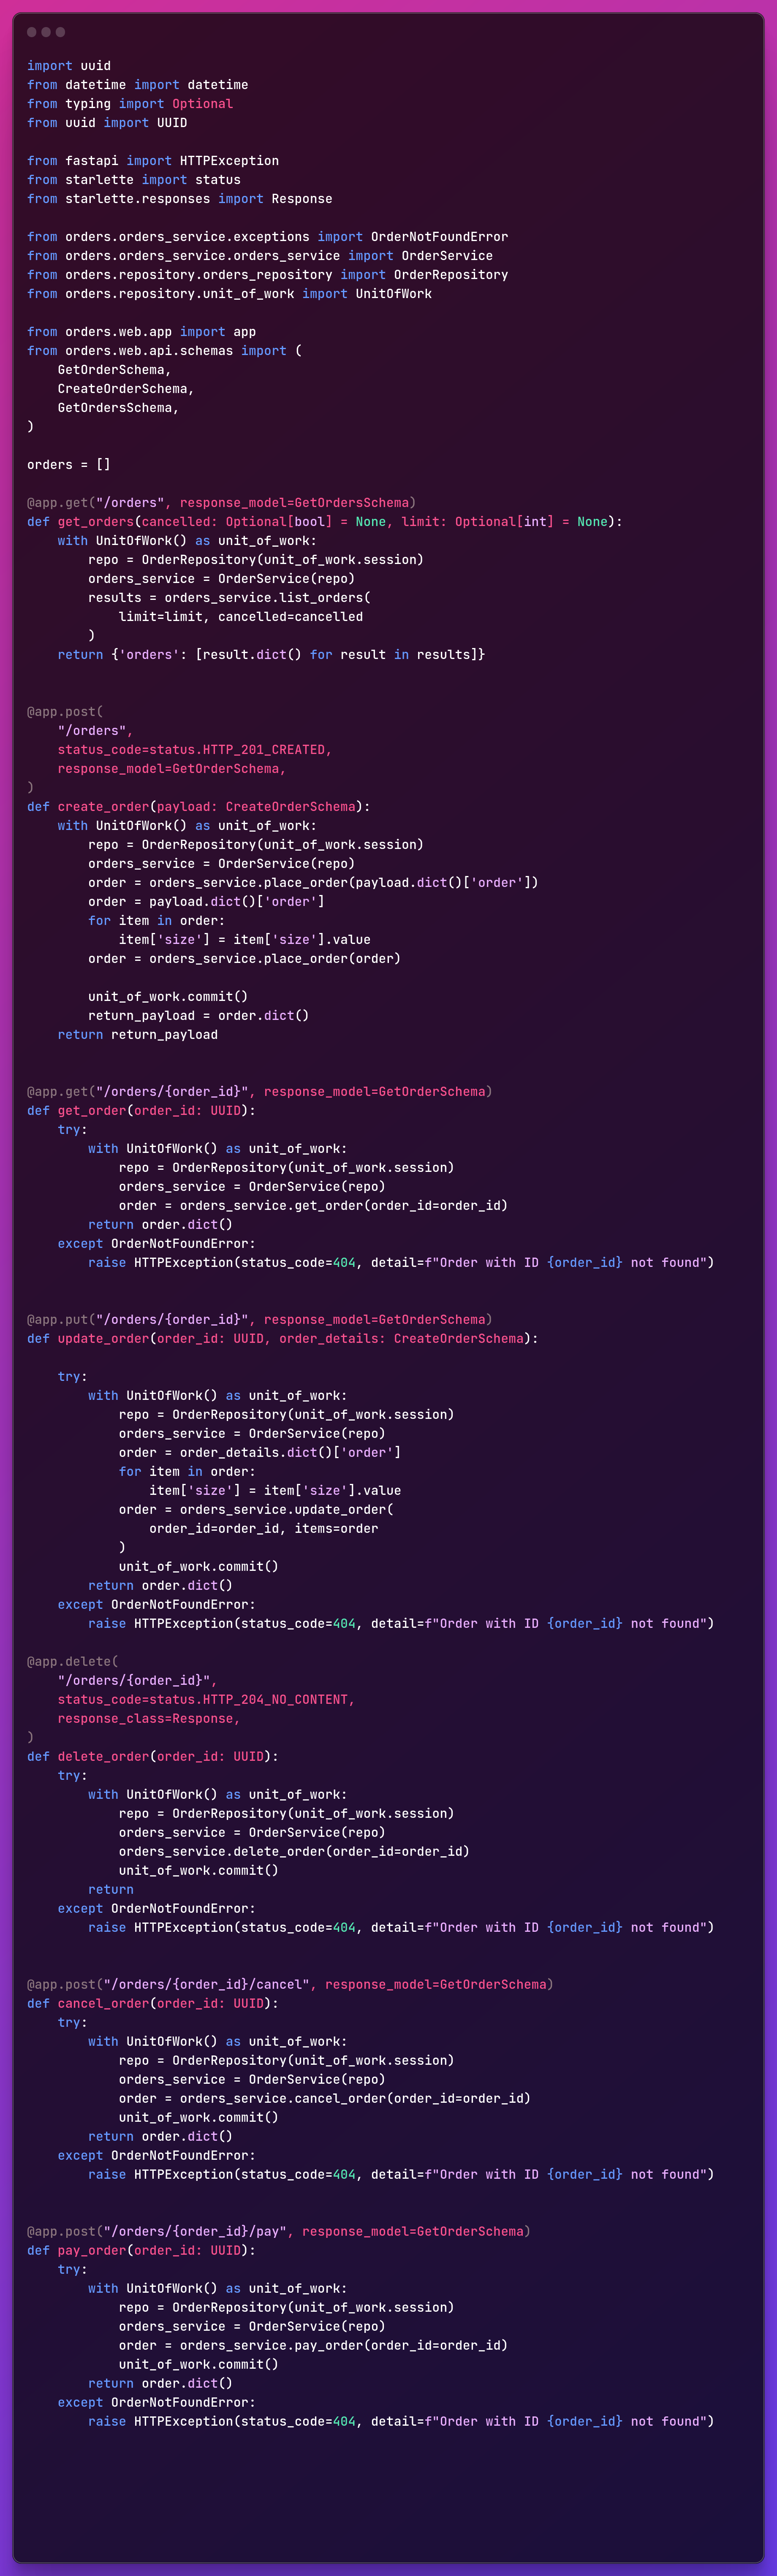 import uuid
from datetime import datetime
from typing import Optional
from uuid import UUID

from fastapi import HTTPException
from starlette import status
from starlette.responses import Response

from orders.orders_service.exceptions import OrderNotFoundError
from orders.orders_service.orders_service import OrderService
from orders.repository.orders_repository import OrderRepository
from orders.repository.unit_of_work import UnitOfWork

from orders.web.app import app
from orders.web.api.schemas import (
    GetOrderSchema,
    CreateOrderSchema,
    GetOrdersSchema,
)

orders = []

@app.get("/orders", response_model=GetOrdersSchema)
def get_orders(cancelled: Optional[bool] = None, limit: Optional[int] = None):
    with UnitOfWork() as unit_of_work:
        repo = OrderRepository(unit_of_work.session)
        orders_service = OrderService(repo)
        results = orders_service.list_orders(
            limit=limit, cancelled=cancelled
        )
    return {'orders': [result.dict() for result in results]}


@app.post(
    "/orders",
    status_code=status.HTTP_201_CREATED,
    response_model=GetOrderSchema,
)
def create_order(payload: CreateOrderSchema):
    with UnitOfWork() as unit_of_work:
        repo = OrderRepository(unit_of_work.session)
        orders_service = OrderService(repo)
        order = orders_service.place_order(payload.dict()['order'])
        order = payload.dict()['order']
        for item in order:
            item['size'] = item['size'].value
        order = orders_service.place_order(order)

        unit_of_work.commit()
        return_payload = order.dict()
    return return_payload


@app.get("/orders/{order_id}", response_model=GetOrderSchema)
def get_order(order_id: UUID):
    try:
        with UnitOfWork() as unit_of_work:
            repo = OrderRepository(unit_of_work.session)
            orders_service = OrderService(repo)
            order = orders_service.get_order(order_id=order_id)
        return order.dict()
    except OrderNotFoundError:
        raise HTTPException(status_code=404, detail=f"Order with ID {order_id} not found")


@app.put("/orders/{order_id}", response_model=GetOrderSchema)
def update_order(order_id: UUID, order_details: CreateOrderSchema):

    try:
        with UnitOfWork() as unit_of_work:
            repo = OrderRepository(unit_of_work.session)
            orders_service = OrderService(repo)
            order = order_details.dict()['order']
            for item in order:
                item['size'] = item['size'].value
            order = orders_service.update_order(
                order_id=order_id, items=order
            )
            unit_of_work.commit()
        return order.dict()
    except OrderNotFoundError:
        raise HTTPException(status_code=404, detail=f"Order with ID {order_id} not found")

@app.delete(
    "/orders/{order_id}",
    status_code=status.HTTP_204_NO_CONTENT,
    response_class=Response,
)
def delete_order(order_id: UUID):
    try:
        with UnitOfWork() as unit_of_work:
            repo = OrderRepository(unit_of_work.session)
            orders_service = OrderService(repo)
            orders_service.delete_order(order_id=order_id)
            unit_of_work.commit()
        return
    except OrderNotFoundError:
        raise HTTPException(status_code=404, detail=f"Order with ID {order_id} not found")


@app.post("/orders/{order_id}/cancel", response_model=GetOrderSchema)
def cancel_order(order_id: UUID):
    try:
        with UnitOfWork() as unit_of_work:
            repo = OrderRepository(unit_of_work.session)
            orders_service = OrderService(repo)
            order = orders_service.cancel_order(order_id=order_id)
            unit_of_work.commit()
        return order.dict()
    except OrderNotFoundError:
        raise HTTPException(status_code=404, detail=f"Order with ID {order_id} not found")


@app.post("/orders/{order_id}/pay", response_model=GetOrderSchema)
def pay_order(order_id: UUID):
    try:
        with UnitOfWork() as unit_of_work:
            repo = OrderRepository(unit_of_work.session)
            orders_service = OrderService(repo)
            order = orders_service.pay_order(order_id=order_id)
            unit_of_work.commit()
        return order.dict()
    except OrderNotFoundError:
        raise HTTPException(status_code=404, detail=f"Order with ID {order_id} not found")